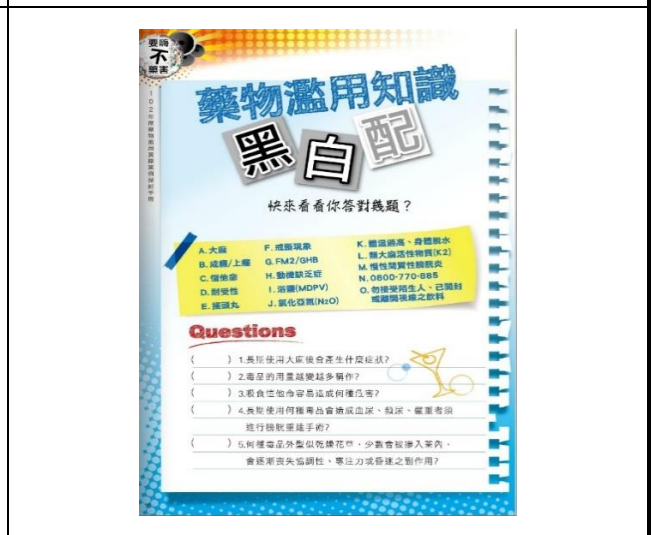 要嗨
不
藥害
藥物濫用知識
黑白配
快來看看你答對幾題？
A.大麻
B.成癮/上癮
C.愷他命
D.耐受性
E.搖頭丸
F.戒斷現象
G.FM2/GHB
H.動機缺乏症
I.浴鹽(MDPV)
J.氧化亞氮(N2O)
K.體溫過高、身體脫水
L.類大麻活性物質(K2)
M.慢性間質性膀胱炎
N.0800-770-885
O.勿接受陌生人、已開封
或離開視線之飲料
Questions
(　　) 1.長期使用大麻後會產生什麼症狀?
(　　) 2.毒品的用量越變越多稱作?
(　　) 3.吸食愷他命容易造成何種危害?
(　　) 4.長期使用何種毒品會造成血尿、頻尿、嚴重者須
進行膀胱重建手術?
(　　) 5.何種毒品外型似乾燥花草，少數會被摻入茶內，
會逐漸喪失協調性、專注力或昏迷之副作用?